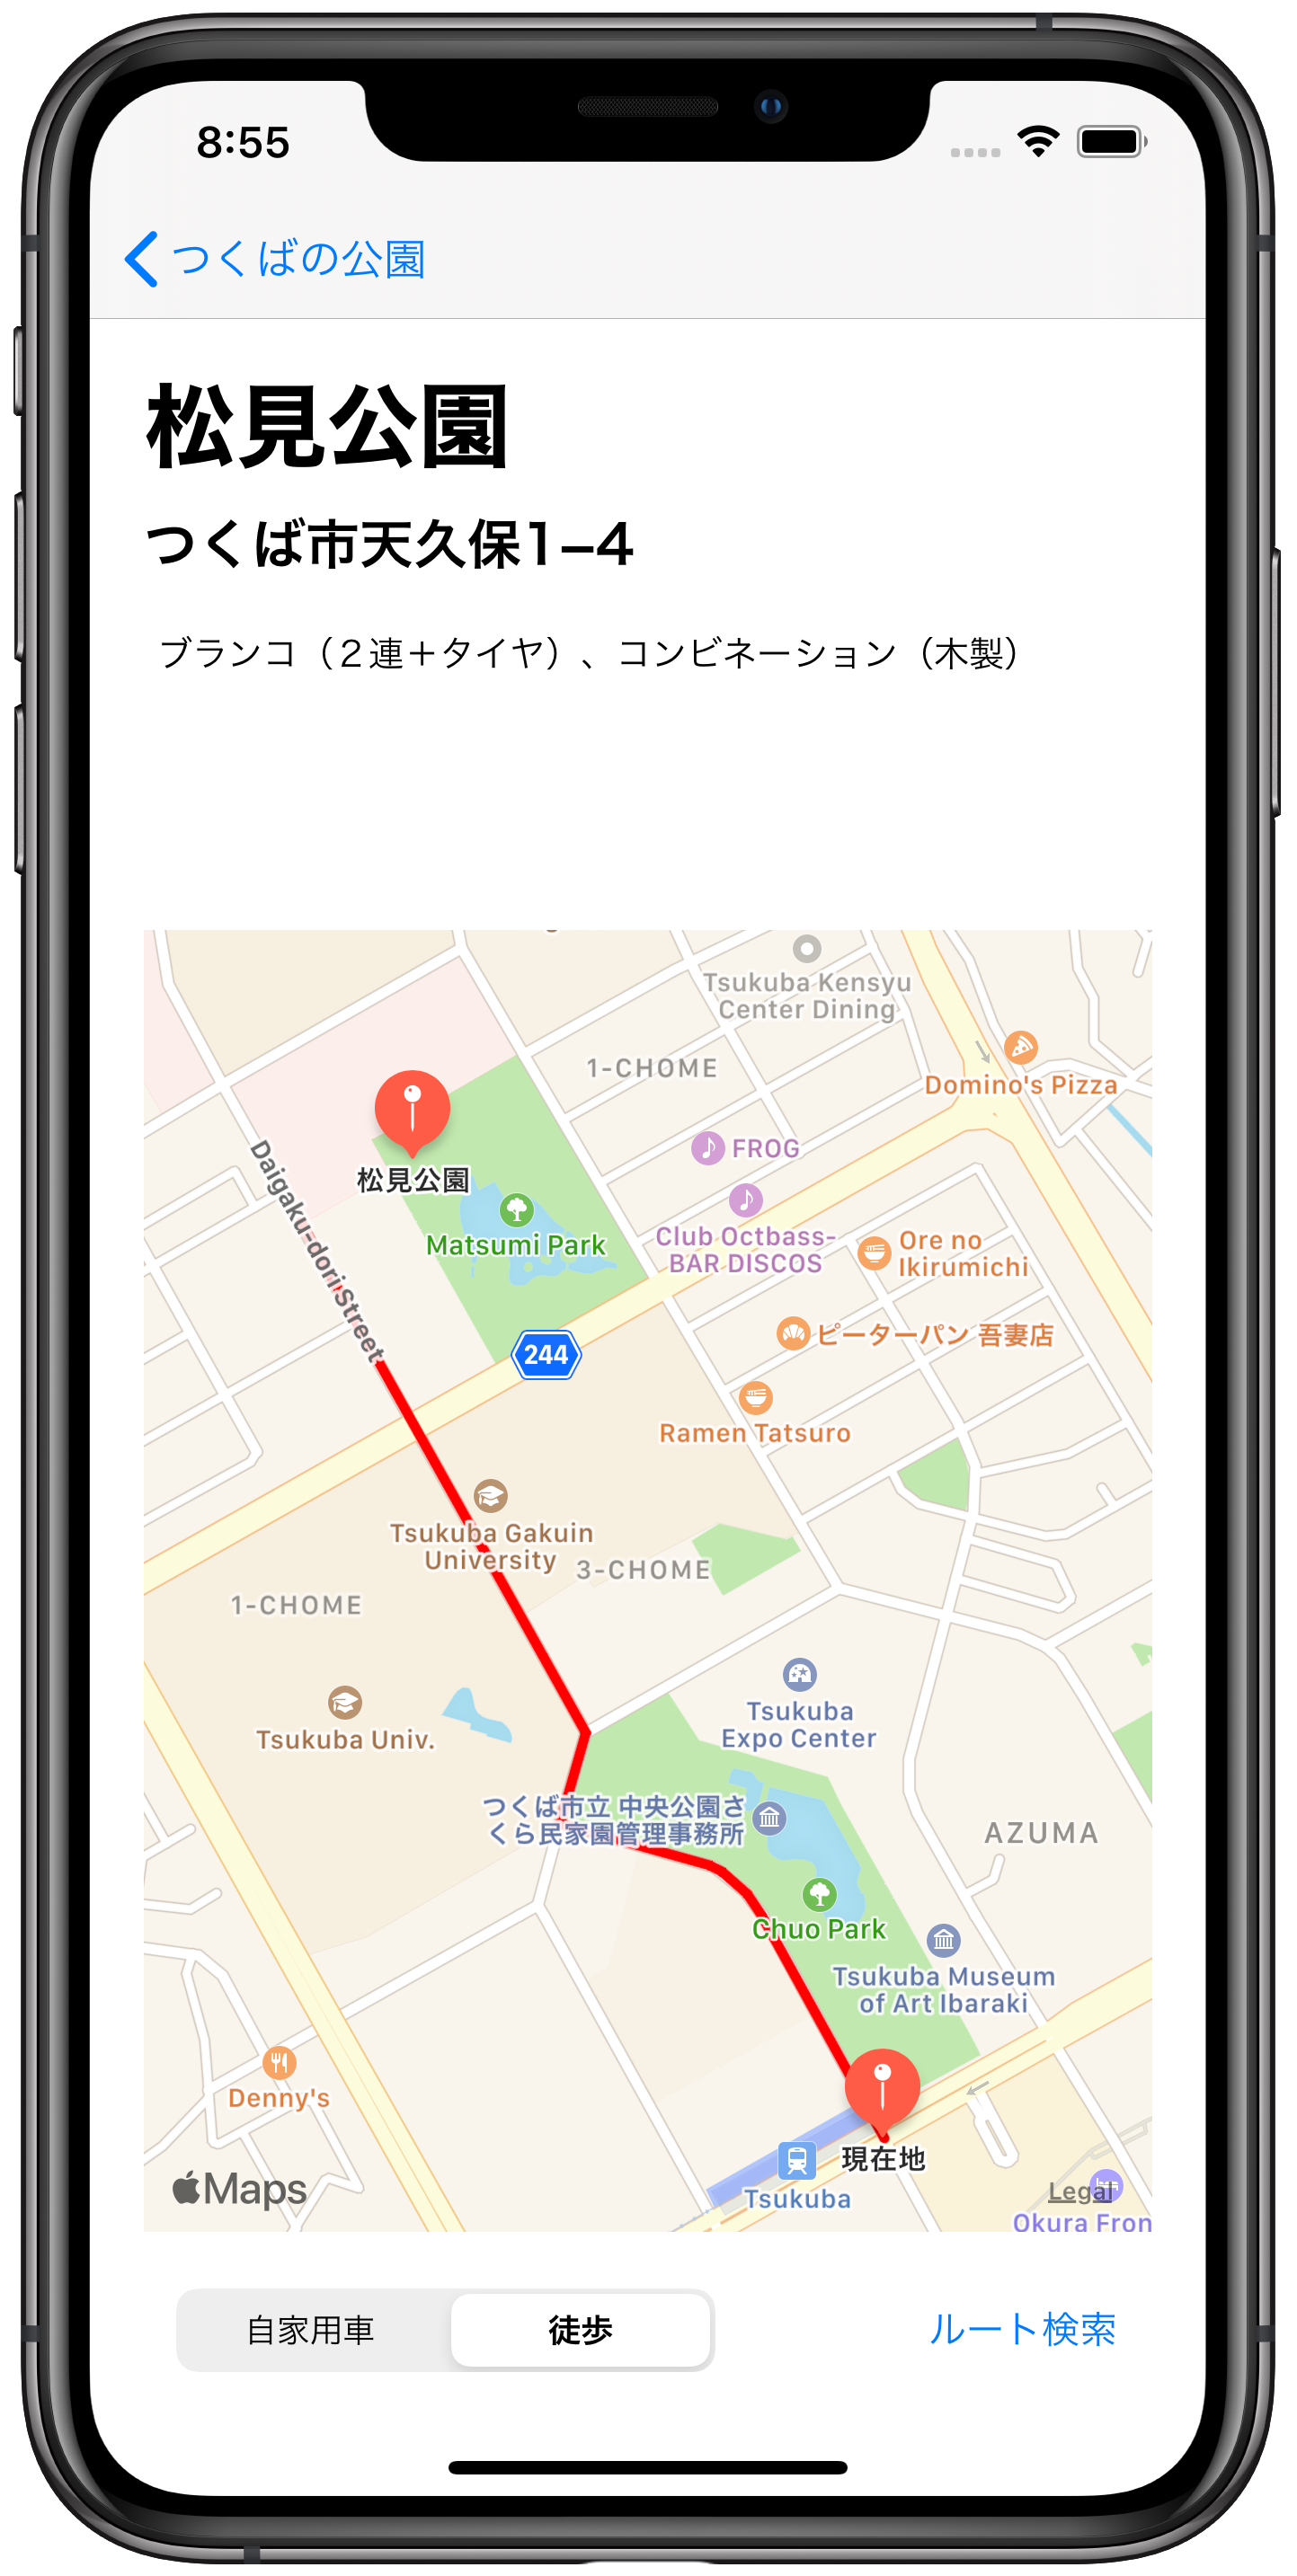 8:55
つくばの公園
松見公園
つくば市天久保1−4
ブランコ（２連＋タイヤ）、コンビネーション（木製）
Tsukuba Kensyu
Center Dining
1-CHOME
Domino's Pizza
FROG
松見公園
Daigaku-dori Street
Matsumi Park
Club Octbass-
BAR DISCOS
Ore no
Ikirumichi
244
ピーターパン 吾妻店
Ramen Tatsuro
Tsukuba Gakuin
University
3-CHOME
1-CHOME
Tsukuba
Expo Center
Tsukuba Univ.
つくば市立 中央公園さ
くら民家園管理事務所
AZUMA
Chuo Park
Tsukuba Museum
of Art Ibaraki
Denny's
現在地
Maps
Tsukuba
Legal
Okura Fron
自家用車
徒歩
ルート検索